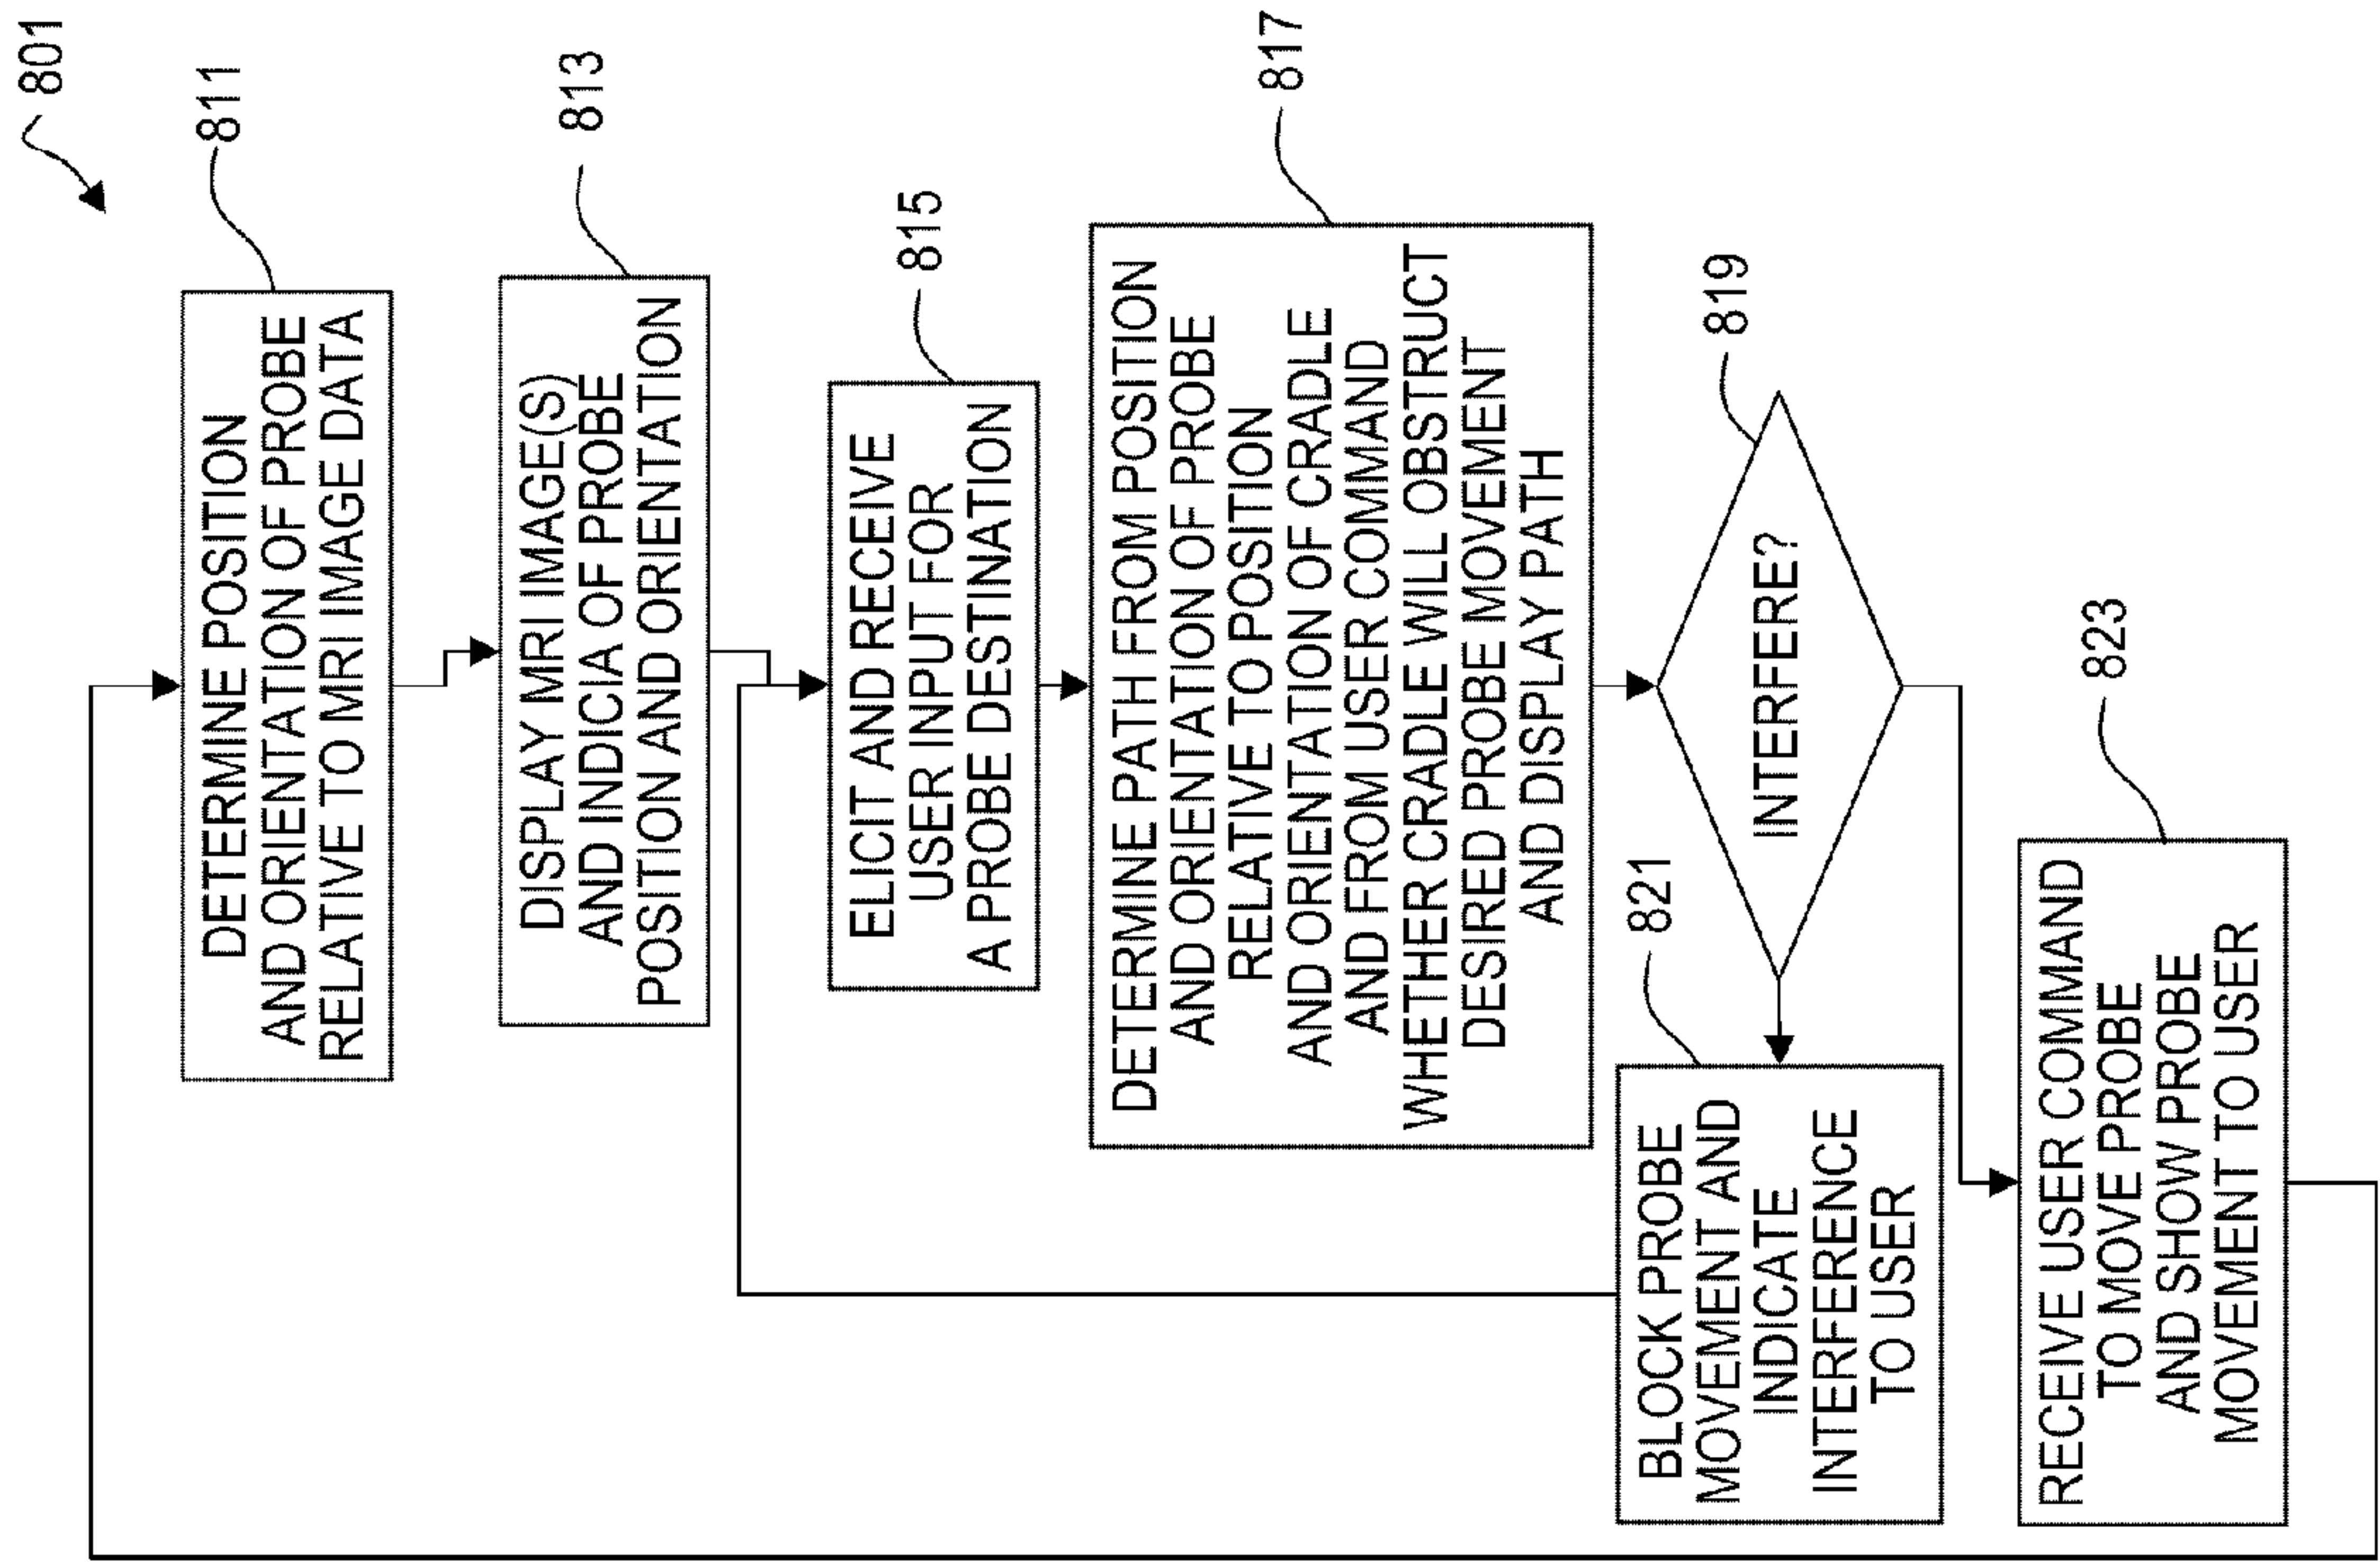 801
811
DETERMINE POSITION
AND ORIENTATION OF PROBE
RELATIVE TO MRI IMAGE DATA
813
DISPLAY MRI IMAGE(S)
AND INDICIA OF PROBE
POSITION AND ORIENTATION
815
ELICIT AND RECEIVE
USER INPUT FOR
A PROBE DESTINATION
817
DETERMINE PATH FROM POSITION
AND ORIENTATION OF PROBE
RELATIVE TO POSITION
AND ORIENTATION OF CRADLE
AND FROM USER COMMAND
WHETHER CRADLE WILL OBSTRUCT
DESIRED PROBE MOVEMENT
AND DISPLAY PATH
819
INTERFERE?
821
BLOCK PROBE
MOVEMENT AND
INDICATE
INTERFERENCE
TO USER
823
RECEIVE USER COMMAND
TO MOVE PROBE
AND SHOW PROBE
MOVEMENT TO USER